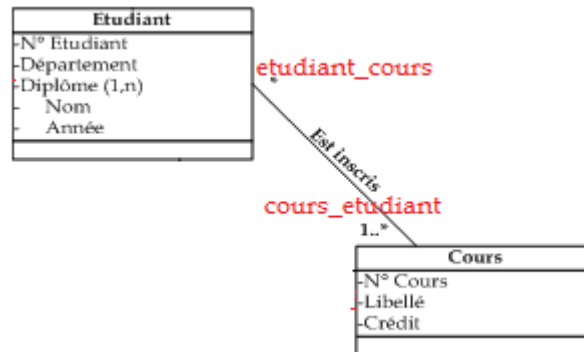 Etudiant
-N° Etudiant
-Département
-Diplôme (1,n)
- Nom
- Année
etudiant_cours
*
Est inscris
cours_etudiant
1..*
Cours
-N° Cours
-Libellé
-Crédit